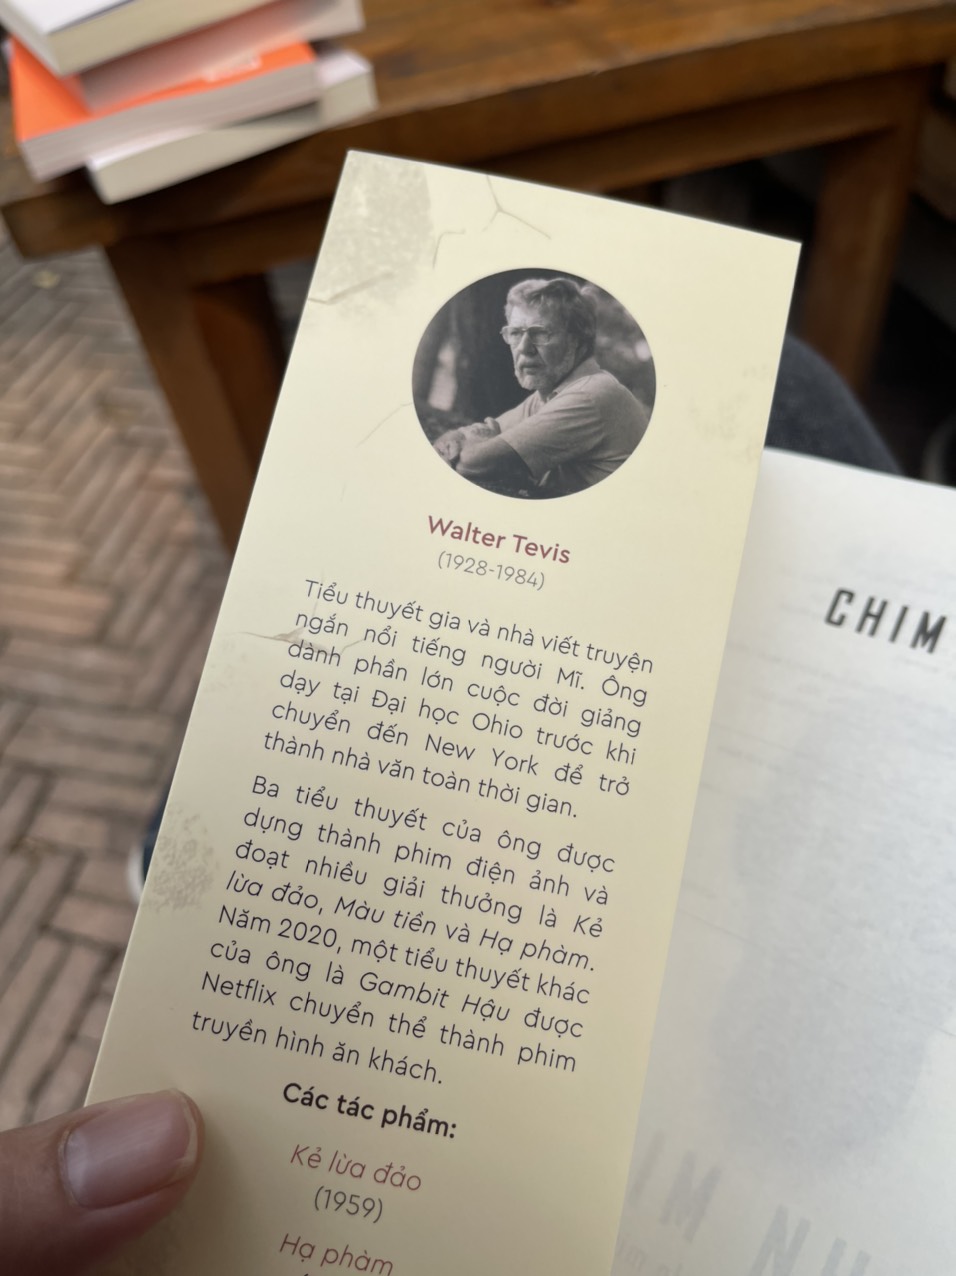 Walter Tevis
(1928-1984)
Tiểu thuyết gia và nhà viết truyện
ngắn nổi tiếng người Mĩ. Ông
dành phần lớn cuộc đời giảng
dạy tại Đại học Ohio trước khi
chuyển đến New York để trở
thành nhà văn toàn thời gian.
Ba tiểu thuyết của ông được
dựng thành phim điện ảnh và
đoạt nhiều giải thưởng là Kẻ
lừa đảo, Màu tiền và Hạ phàm.
Năm 2020, một tiểu thuyết khác
của ông là Gambit Hậu được
Netflix chuyển thể thành phim
truyền hình ăn khách.
Các tác phẩm:
Kẻ lừa đảo
(1959)
Hạ phàm
CHIM